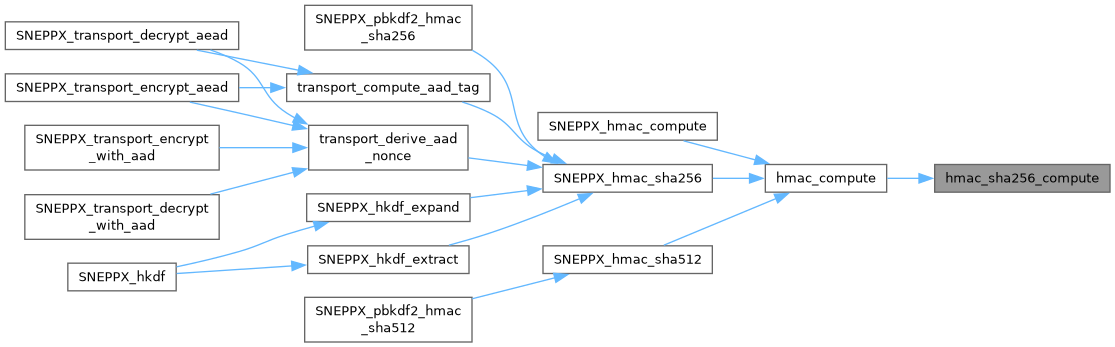 SNEPPX_transport_decrypt_aead
SNEPPX_transport_encrypt_aead
SNEPPX_transport_encrypt
_with_aad
SNEPPX_transport_decrypt
_with_aad
SNEPPX_hkdf
SNEPPX_pbkdf2_hmac
_sha256
transport_compute_aad_tag
transport_derive_aad
_nonce
SNEPPX_hkdf_expand
SNEPPX_hkdf_extract
SNEPPX_pbkdf2_hmac
_sha512
SNEPPX_hmac_compute
SNEPPX_hmac_sha256
SNEPPX_hmac_sha512
hmac_compute
hmac_sha256_compute